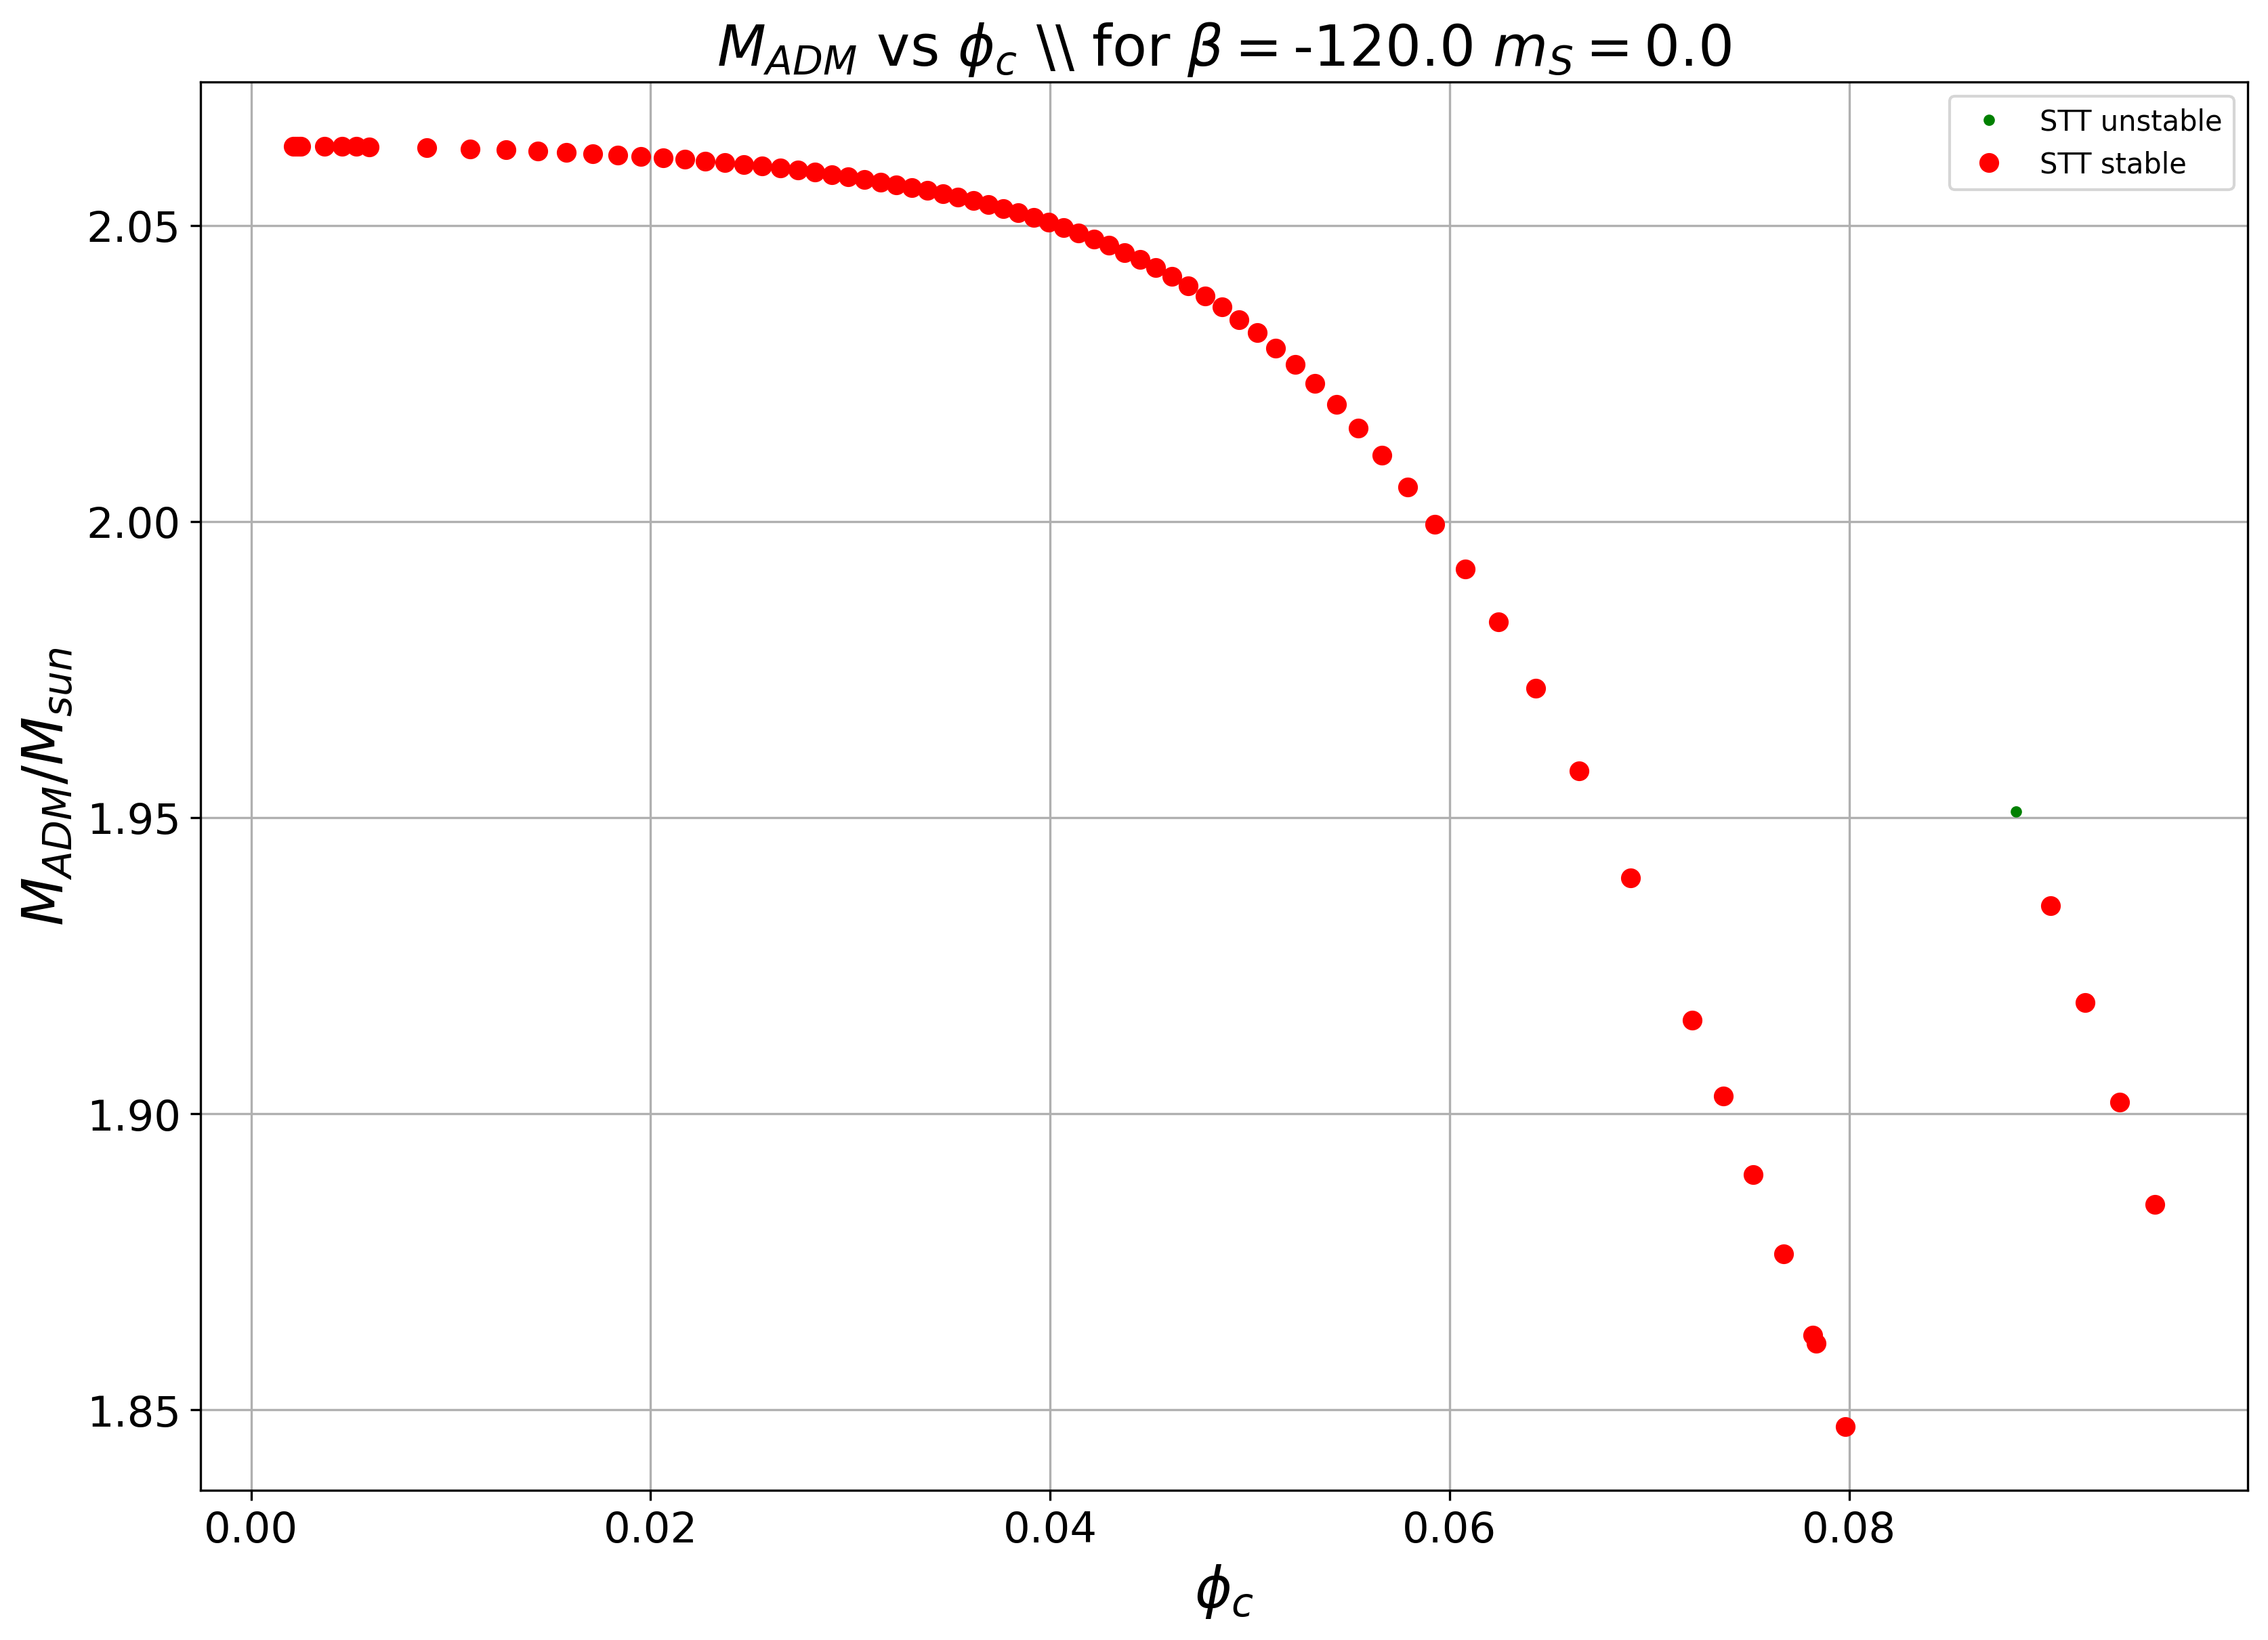 M_ADM vs ϕ_c \\ for β = -120.0 m_S = 0.0
STT unstable
STT stable
M_ADM/M_sun
2.05
2.00
1.95
1.90
1.85
0.00 0.02 0.04 0.06 0.08
ϕ_c